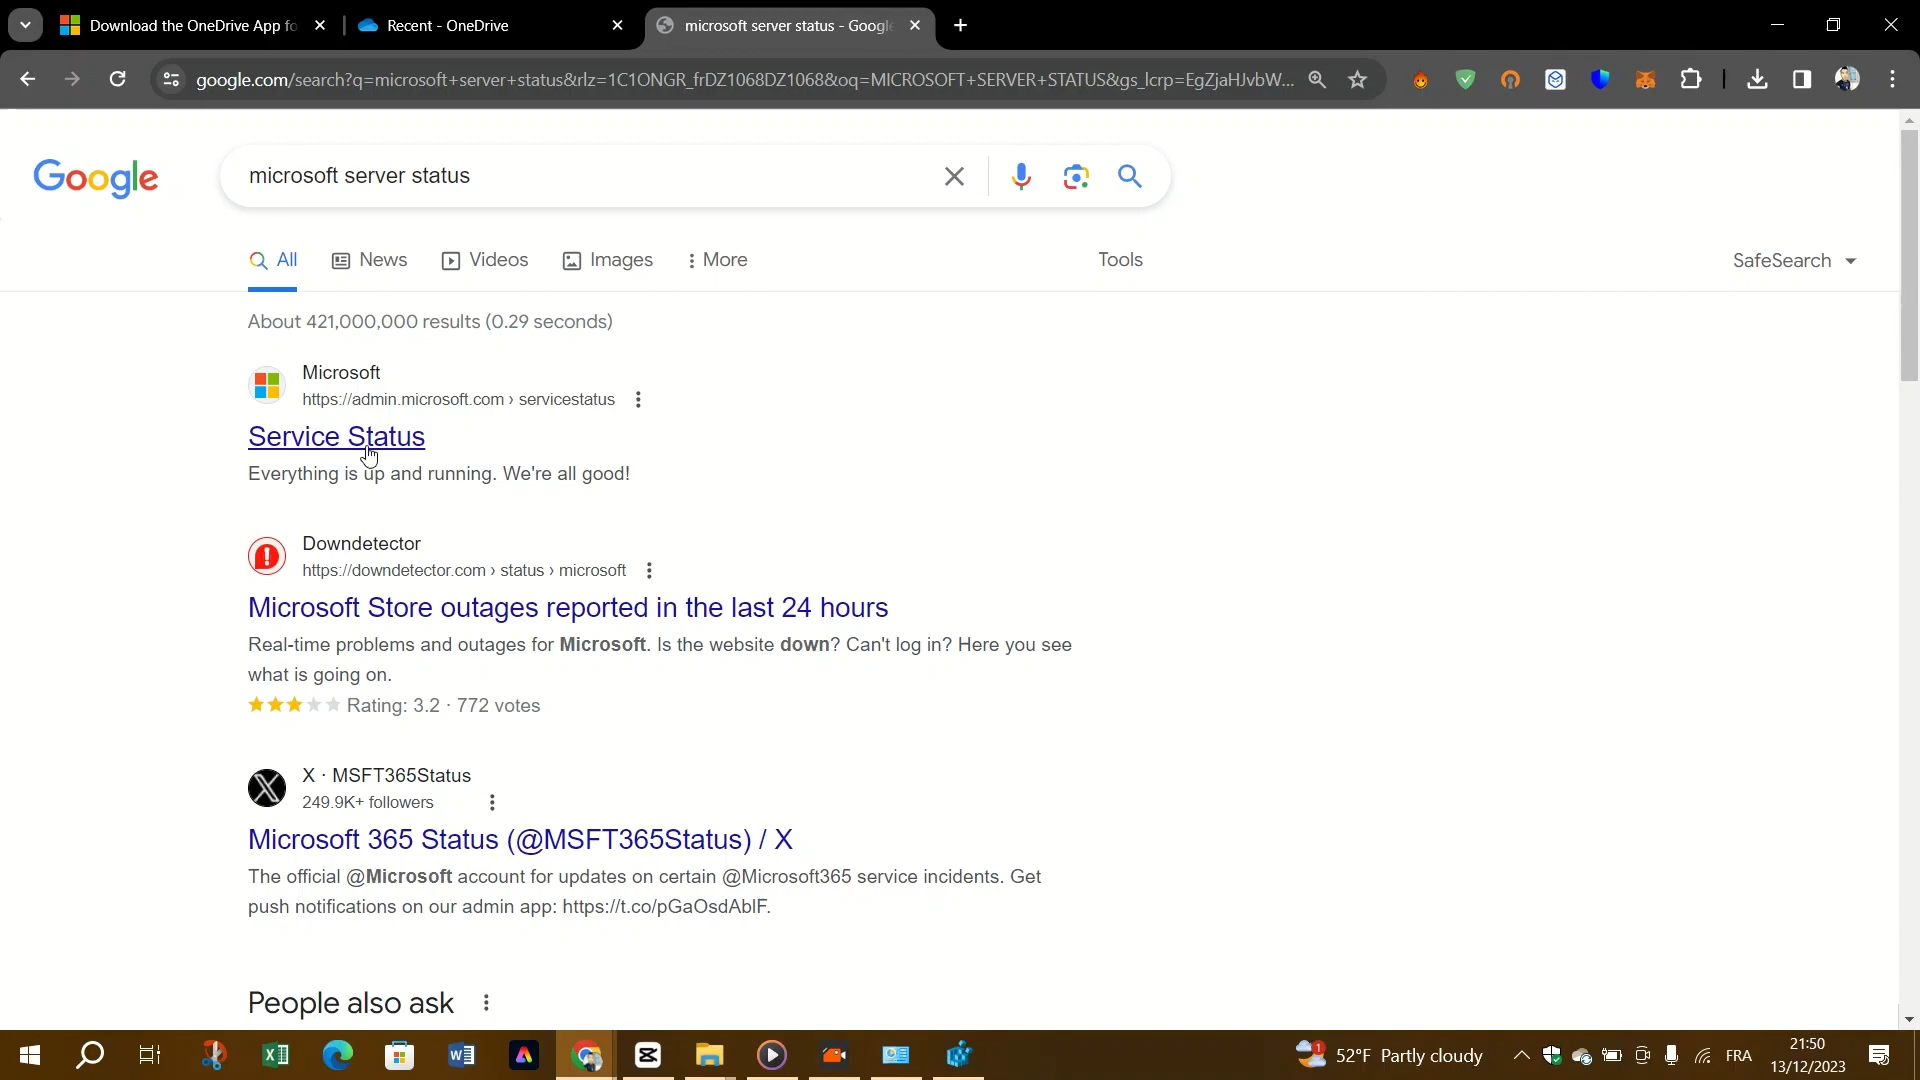 Download the OneDrive App fo
Recent - OneDrive
microsoft server status - Googl
google.com/search?q=microsoft+server+status&rlz=1C1ONGR_frDZ1068DZ1068&oq=MICROSOFT+SERVER+STATUS&gs_lcrp=EgZjaHJvbW...
Google
microsoft server status
All
News
Videos
Images
More
Tools
SafeSearch
About 421,000,000 results (0.29 seconds)
Microsoft
https://admin.microsoft.com › servicestatus
Service Status
Everything is up and running. We're all good!
Downdetector
https://downdetector.com › status › microsoft
Microsoft Store outages reported in the last 24 hours
Real-time problems and outages for Microsoft. Is the website down? Can't log in? Here you see
what is going on.
Rating: 3.2 · 772 votes
X · MSFT365Status
249.9K+ followers
Microsoft 365 Status (@MSFT365Status) / X
The official @Microsoft account for updates on certain @Microsoft365 service incidents. Get
push notifications on our admin app: https://t.co/pGaOsdAblF.
People also ask
1
52°F Partly cloudy
FRA
21:50
13/12/2023